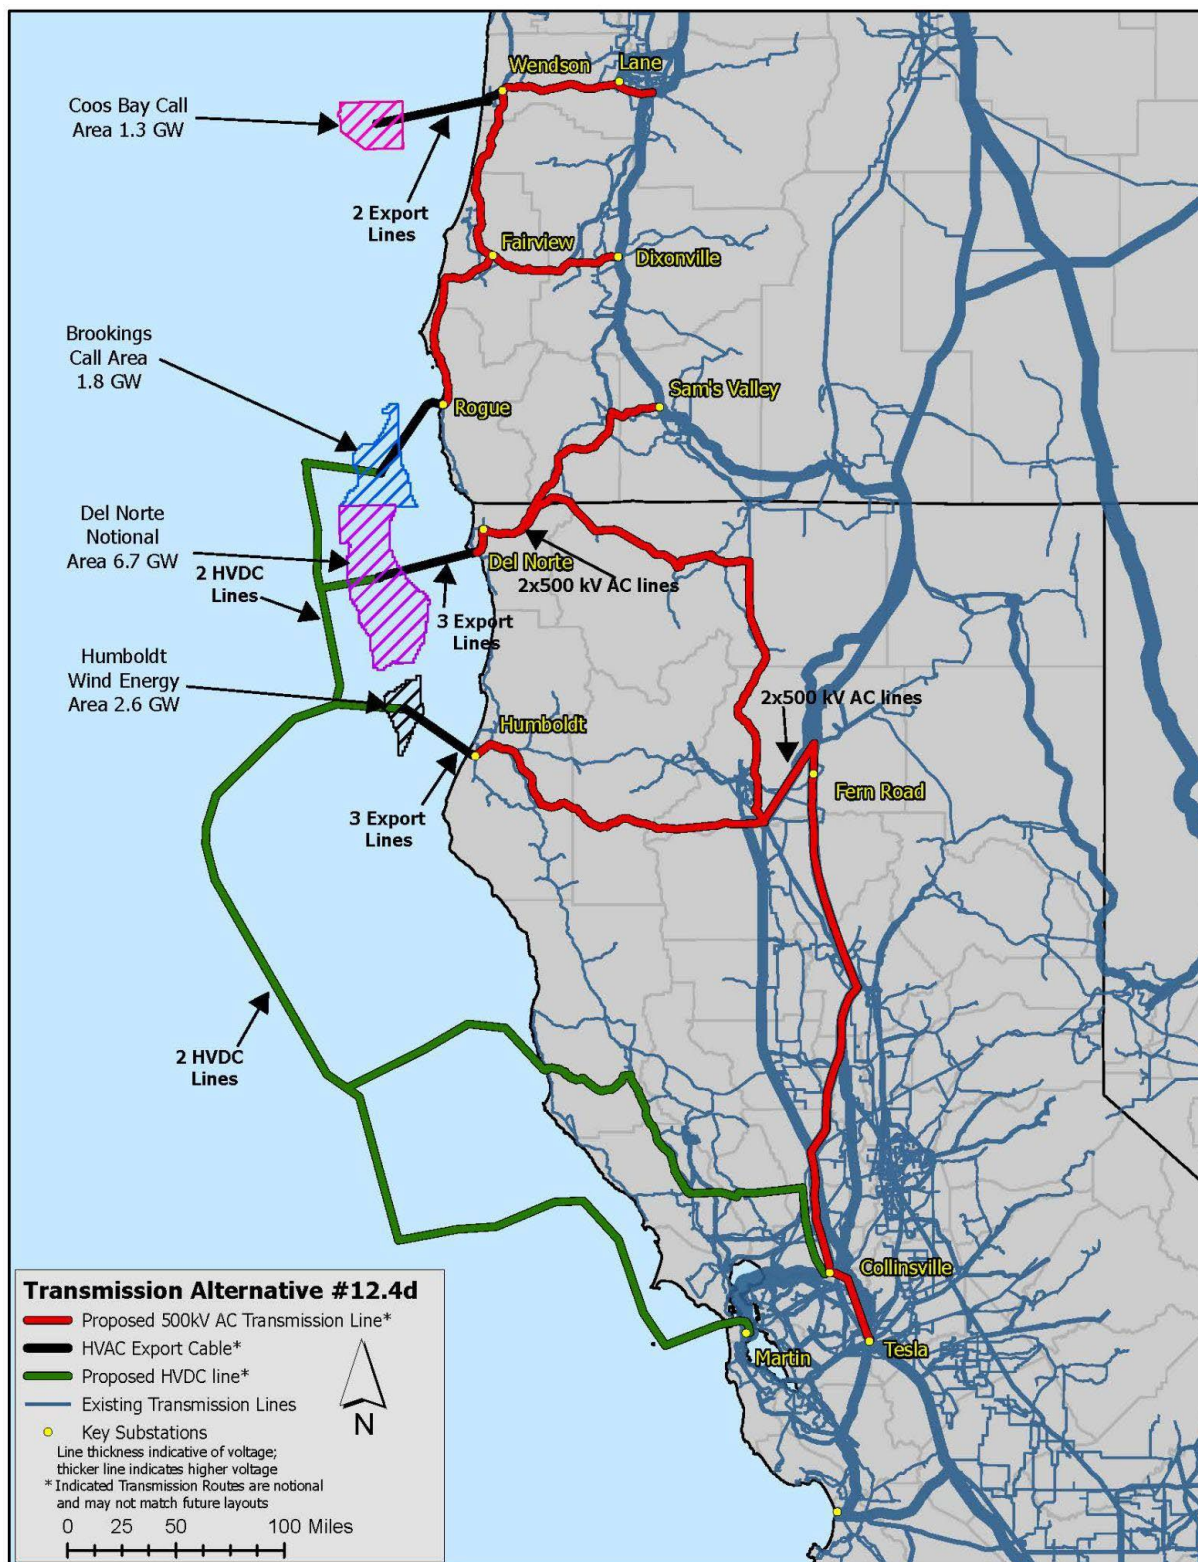 Wendson
Lane
Coos Bay Call
Area 1.3 GW
2 Export
Lines
Fairview
Dixonville
Brookings
Call Area
1.8 GW
Sam's Valley
Rogue
Del Norte
Notional
Area 6.7 GW
2 HVDC
Lines
Del Norte
2x500 kV AC lines
3 Export
Lines
Humboldt
Wind Energy
Area 2.6 GW
2x500 kV AC lines
Humboldt
Fern Road
3 Export
Lines
2 HVDC
Lines
Collinsville
Martin
Tesla
Transmission Alternative #12.4d
Proposed 500kV AC Transmission Line*
HVAC Export Cable*
Proposed HVDC line*
Existing Transmission Lines
Key Substations
Line thickness indicative of voltage;
thicker line indicates higher voltage
* Indicated Transmission Routes are notional
and may not match future layouts
N
0 25 50 100 Miles